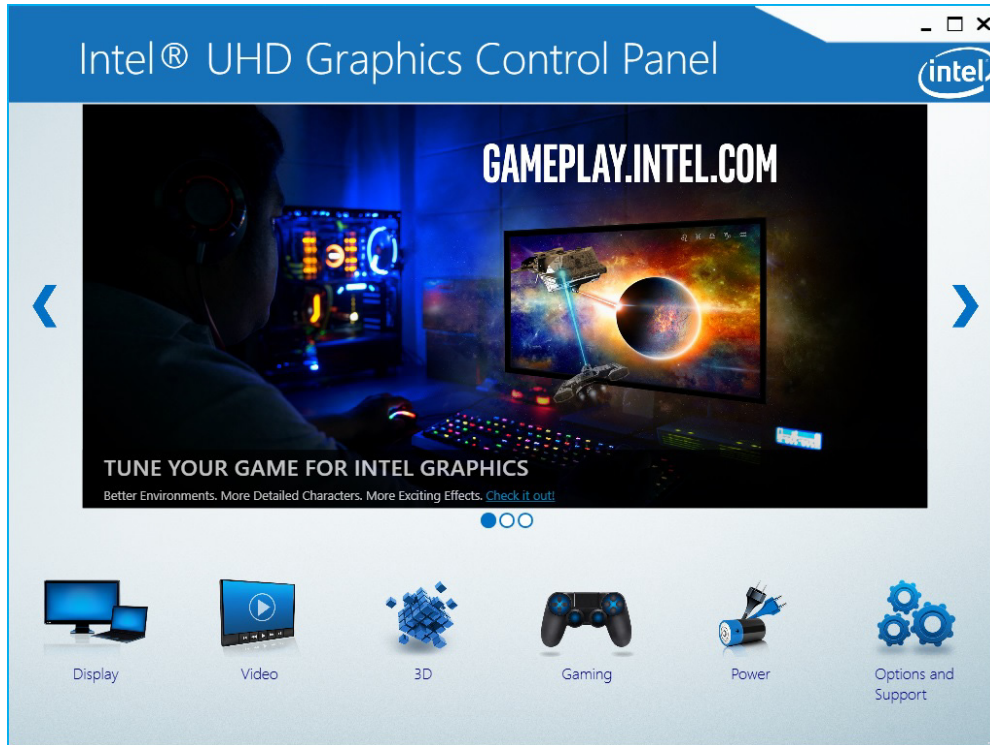 Intel® UHD Graphics Control Panel
intel
GAMEPLAY.INTEL.COM
TUNE YOUR GAME FOR INTEL GRAPHICS
Better Environments. More Detailed Characters. More Exciting Effects. Check it out!
Display
Video
3D
Gaming
Power
Options and
Support